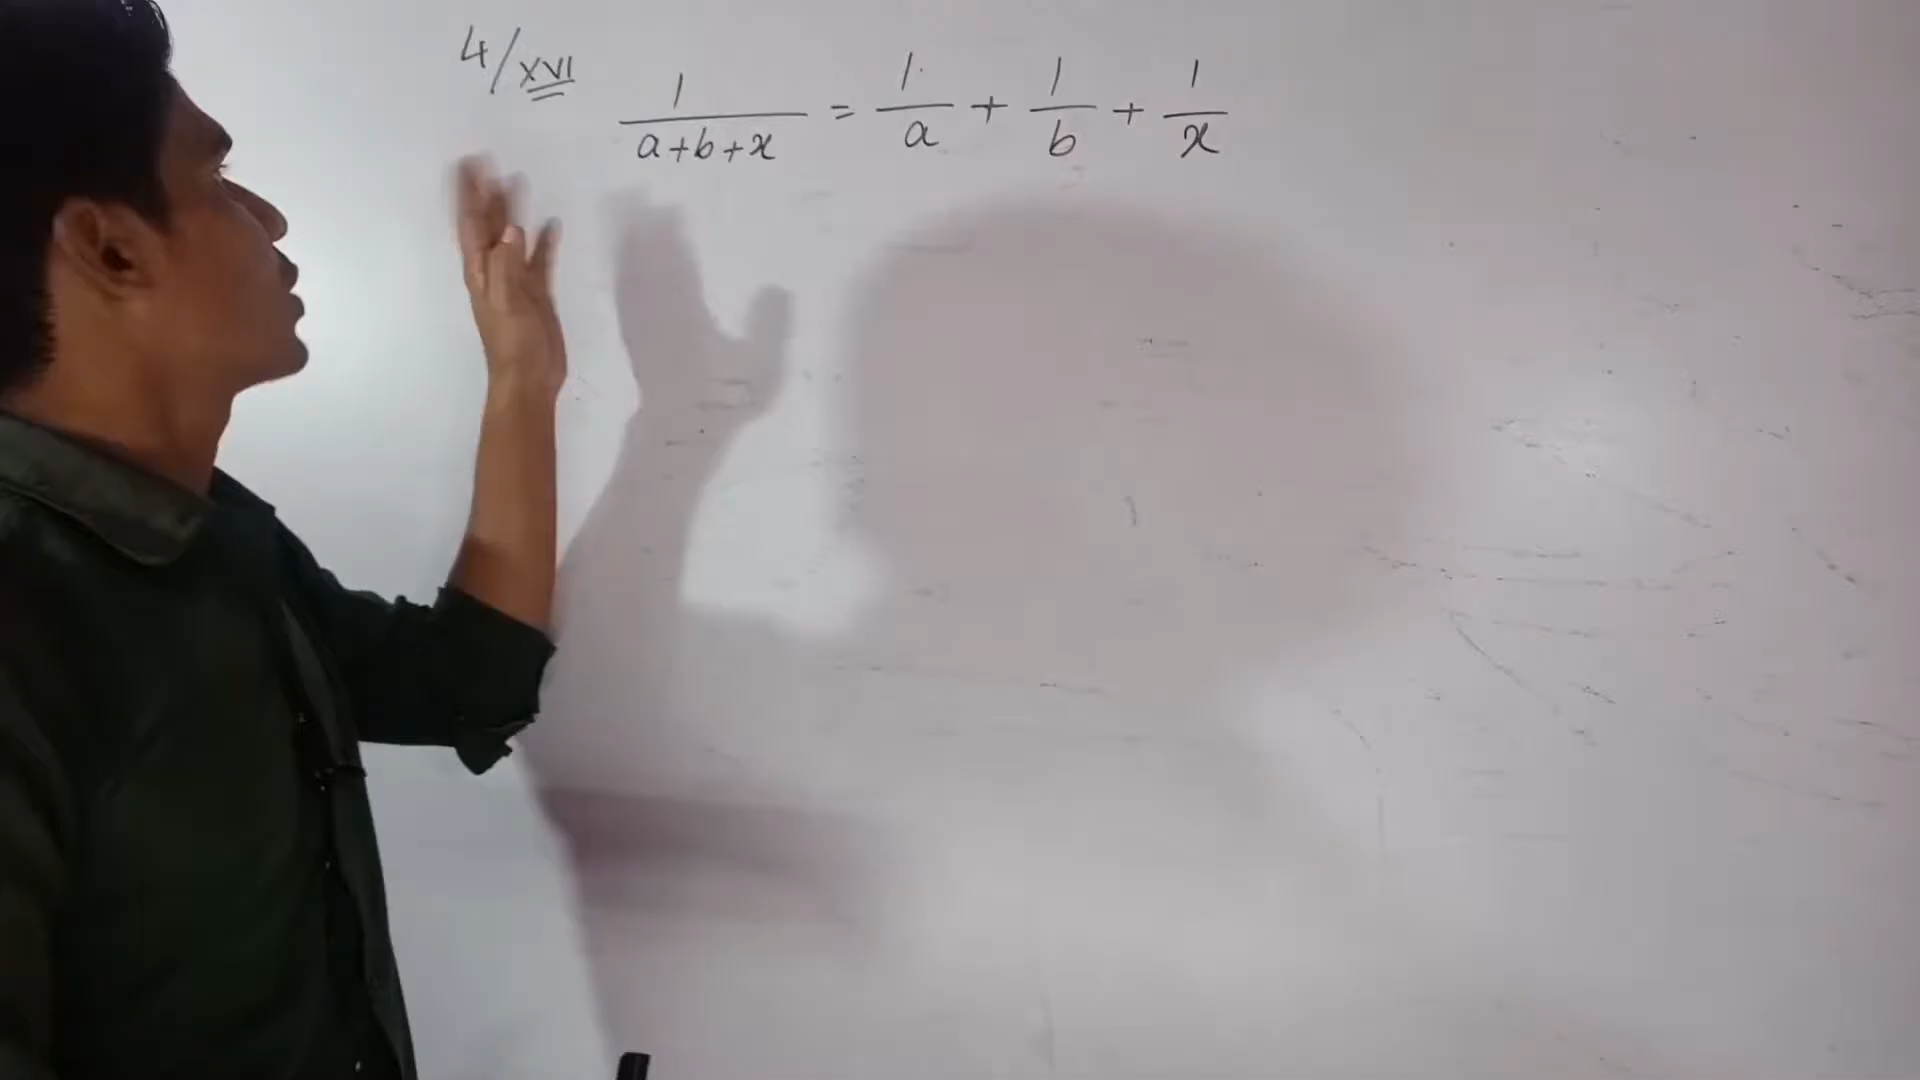 4/XVI
1/(a+b+x) = 1/a + 1/b + 1/x